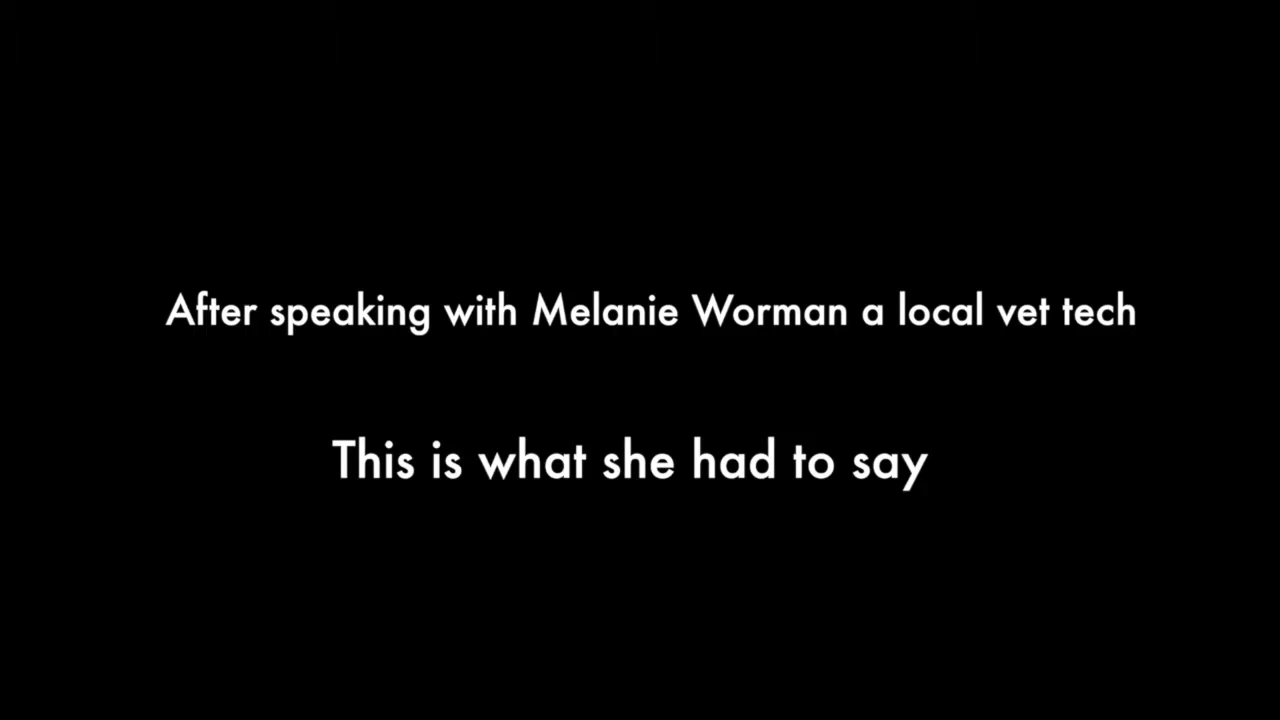 After speaking with Melanie Worman a local vet tech
This is what she had to say